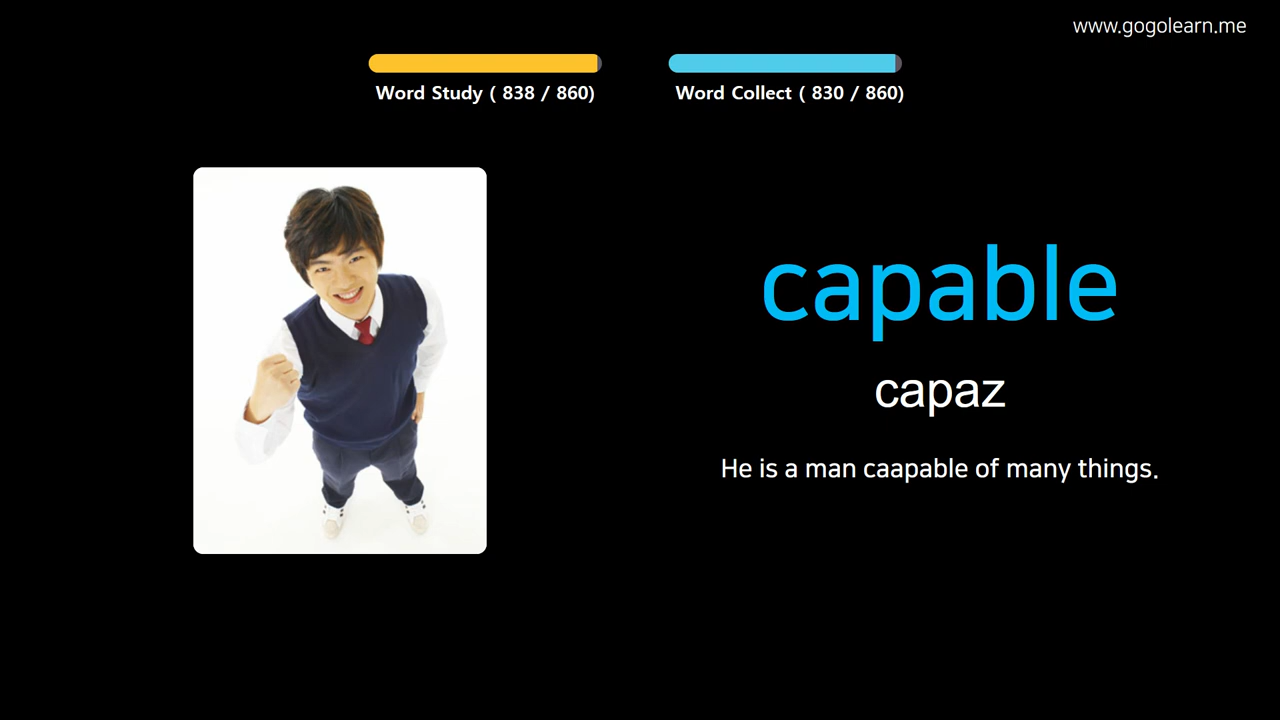 www.gogolearn.me
Word Study ( 838 / 860)
Word Collect ( 830 / 860)
capable
capaz
He is a man caapable of many things.